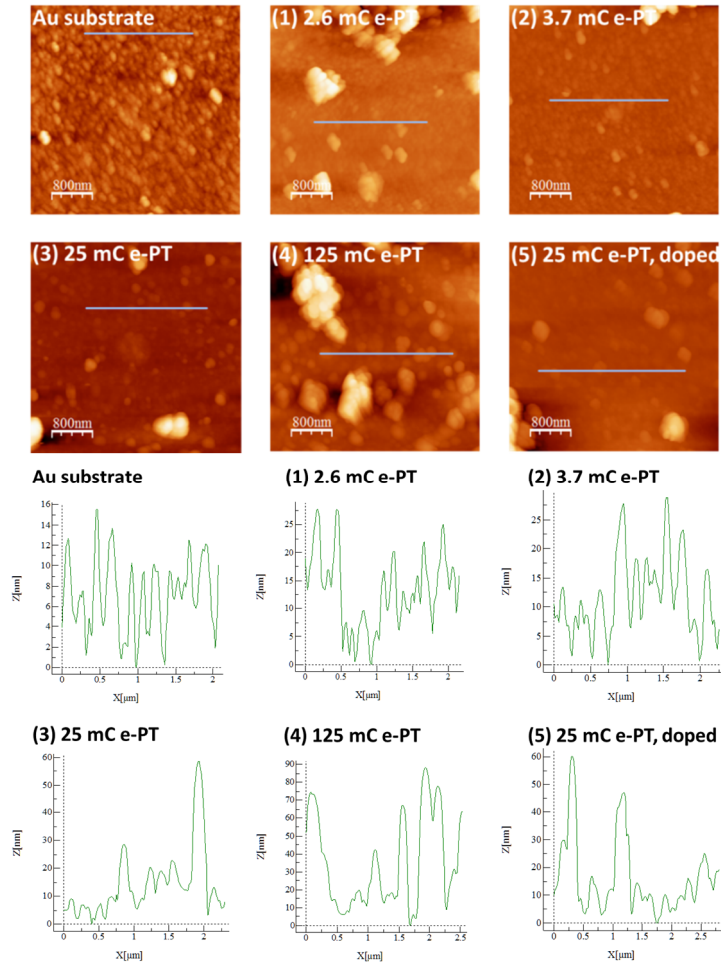 Au substrate
(1) 2.6 mC e-PT
(2) 3.7 mC e-PT
800nm
800nm
800nm
(3) 25 mC e-PT
(4) 125 mC e-PT
(5) 25 mC e-PT, doped
800nm
800nm
800nm
Au substrate
(1) 2.6 mC e-PT
(2) 3.7 mC e-PT
Z[nm]
16
14
12
10
8
6
4
2
0
0
0.5
1
1.5
2
X[µm]
Z[nm]
25
20
15
10
5
0
0
0.5
1
1.5
2
X[µm]
Z[nm]
25
20
15
10
5
0
0
0.5
1
1.5
2
X[µm]
(3) 25 mC e-PT
(4) 125 mC e-PT
(5) 25 mC e-PT, doped
Z[nm]
60
50
40
30
20
10
0
0
0.5
1
1.5
2
X[µm]
Z[nm]
90
80
70
60
50
40
30
20
10
0
0
0.5
1
1.5
2
2.5
X[µm]
Z[nm]
60
50
40
30
20
10
0
0
0.5
1
1.5
2
2.5
X[µm]